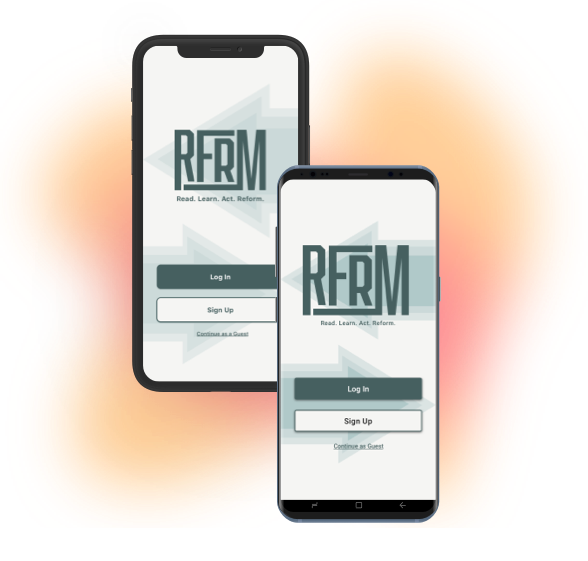 RFRM
Read. Learn. Act. Reform.
Log In
Sign Up
Continue as a Guest
RFRM
Read. Learn. Act. Reform.
Log In
Sign Up
Continue as Guest